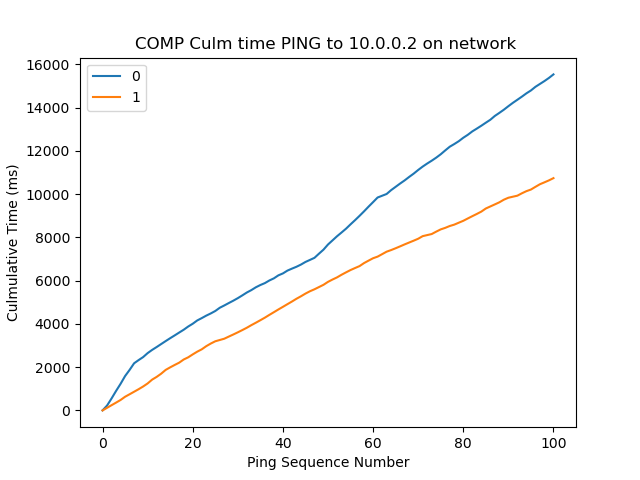 COMP Culm time PING to 10.0.0.2 on network
0
1
Culmulative Time (ms)
16000
14000
12000
10000
8000
6000
4000
2000
0
0 20 40 60 80 100
Ping Sequence Number